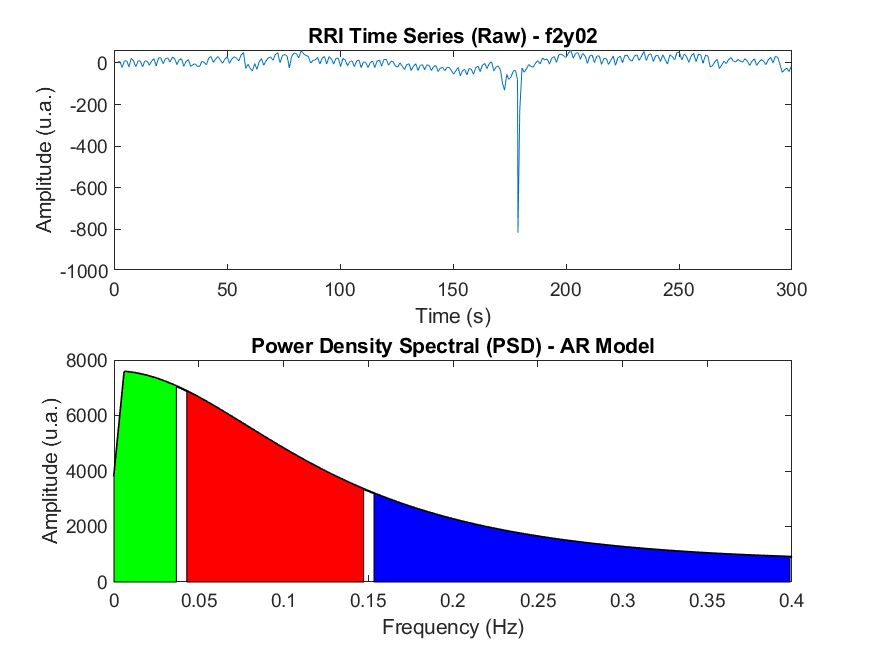 RRI Time Series (Raw) - f2y02
Amplitude (u.a.)
0
-200
-400
-600
-800
-1000
0 50 100 150 200 250 300
Time (s)
Power Density Spectral (PSD) - AR Model
Amplitude (u.a.)
8000
6000
4000
2000
0
0 0.05 0.1 0.15 0.2 0.25 0.3 0.35 0.4
Frequency (Hz)